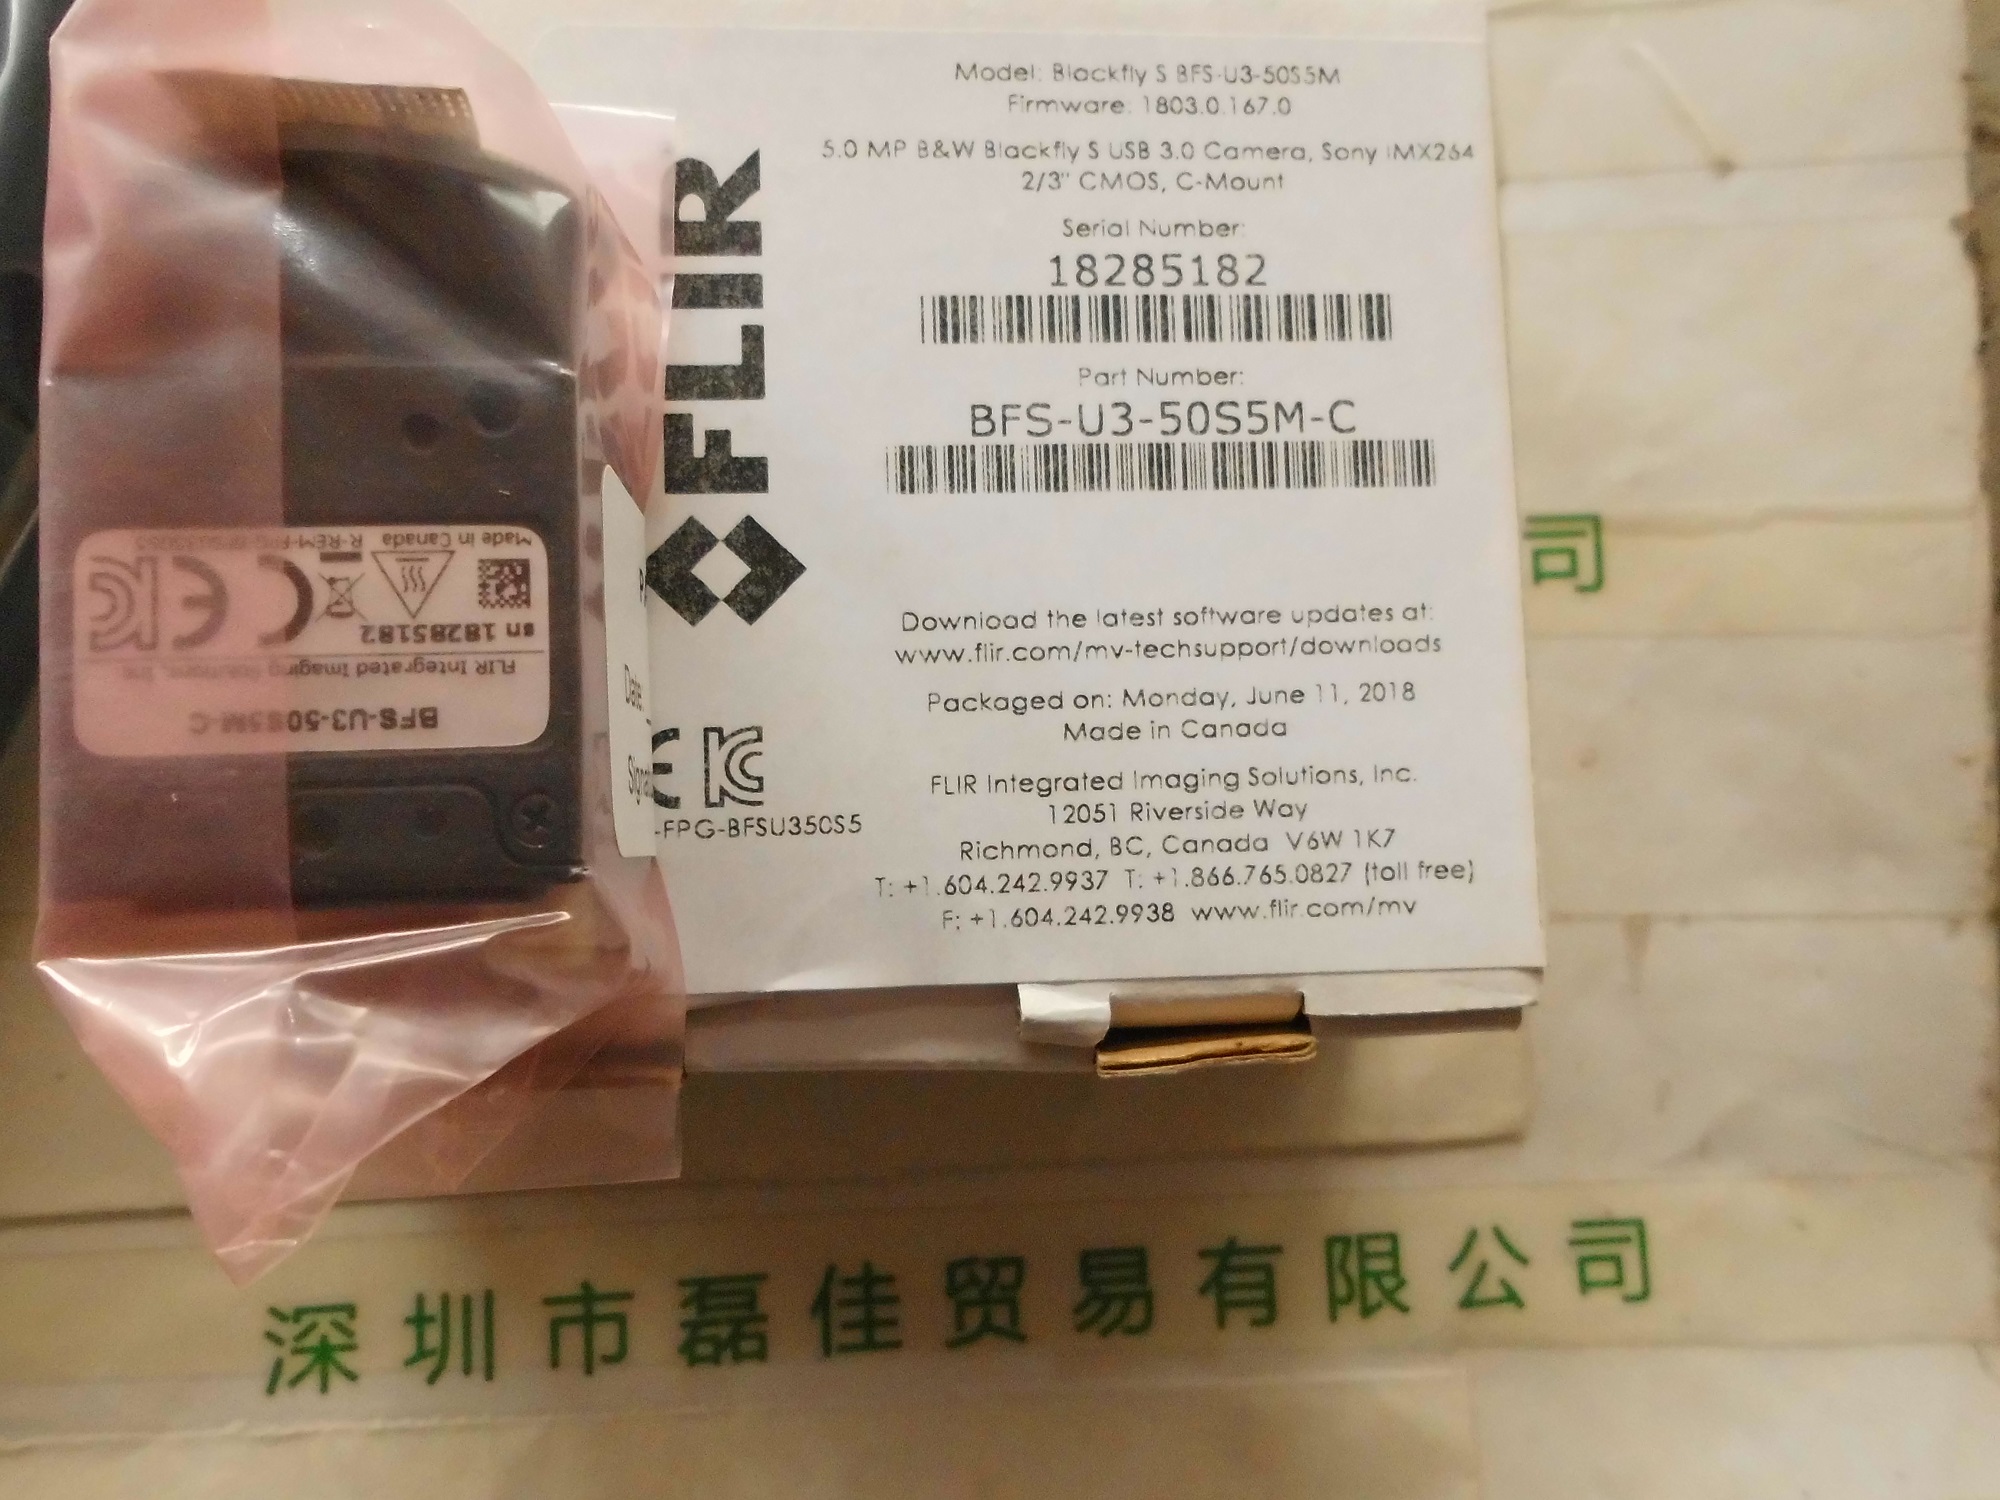 FLIR
Model: Blackfly S BFS-U3-50S5M
Firmware: 1803.0.167.0
5.0 MP B&W Blackfly S USB 3.0 Camera, Sony IMX264
2/3" CMOS, C-Mount
Serial Number:
18285182
Part Number:
BFS-U3-50S5M-C
Download the latest software updates at:
www.flir.com/mv-techsupport/downloads
Packaged on: Monday, June 11, 2018
Made in Canada
FLIR Integrated Imaging Solutions, Inc.
12051 Riverside Way
Richmond, BC, Canada V6W 1K7
T: +1.604.242.9937 T: +1.866.765.0827 (toll free)
F: +1.604.242.9938 www.flir.com/mv
-FPG-BFSU350S5
Date:
BFS-U3-50S5M-C
FLIR Integrated Imaging Solutions, Inc.
sn 18285182
Made in Canada
司
深圳市磊佳贸易有限公司